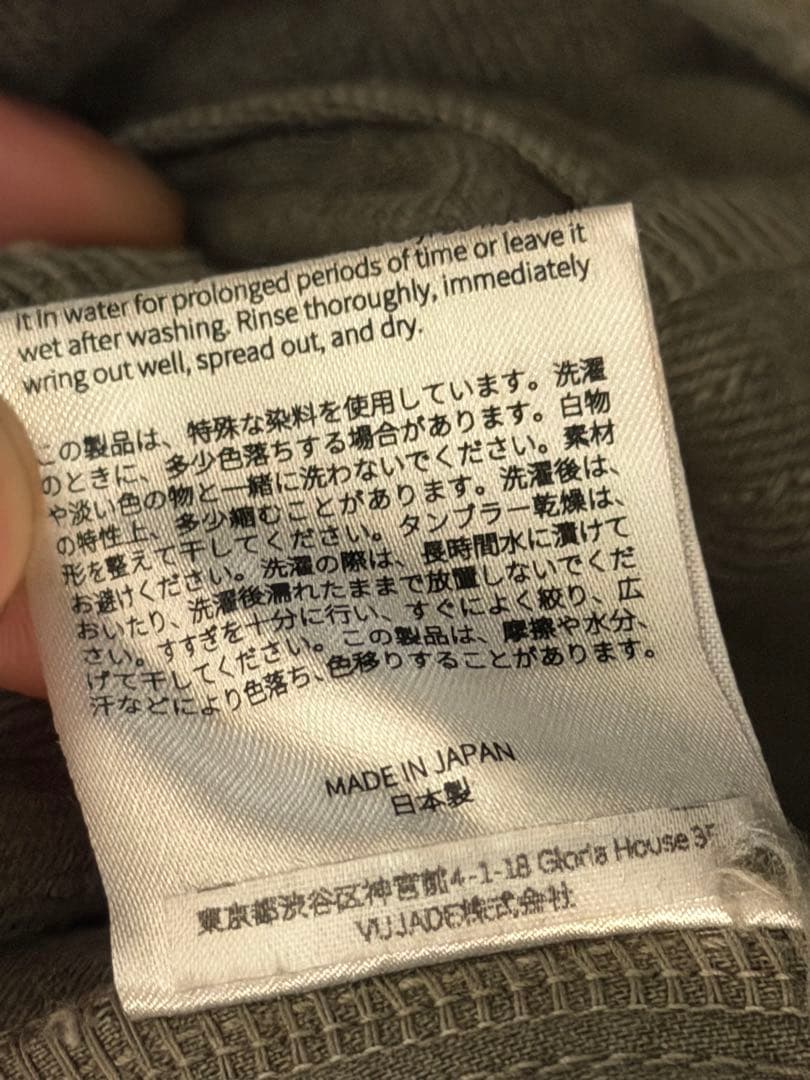 it in water for prolonged periods of time or leave it
wet after washing. Rinse thoroughly, immediately
wring out well, spread out, and dry.
この製品は、特殊な染料を使用しています。洗濯
のときに、多少色落ちする場合があります。白物
や淡い色の物と一緒に洗わないでください。素材
の特性上、多少縮むことがあります。洗濯後は、
形を整えて干してください。タンブラー乾燥は、
お避けください。洗濯の際は、長時間水に漬けて
おいたり、洗濯後濡れたままで放置しないでくだ
さい。すすぎを十分に行い、すぐによく絞り、広
げて干してください。この製品は、摩擦や水分、
汗などにより色落ち、色移りすることがあります。
MADE IN JAPAN
日本製
東京都渋谷区神宮前4-1-18 Gloria House
VUJADE株式会社